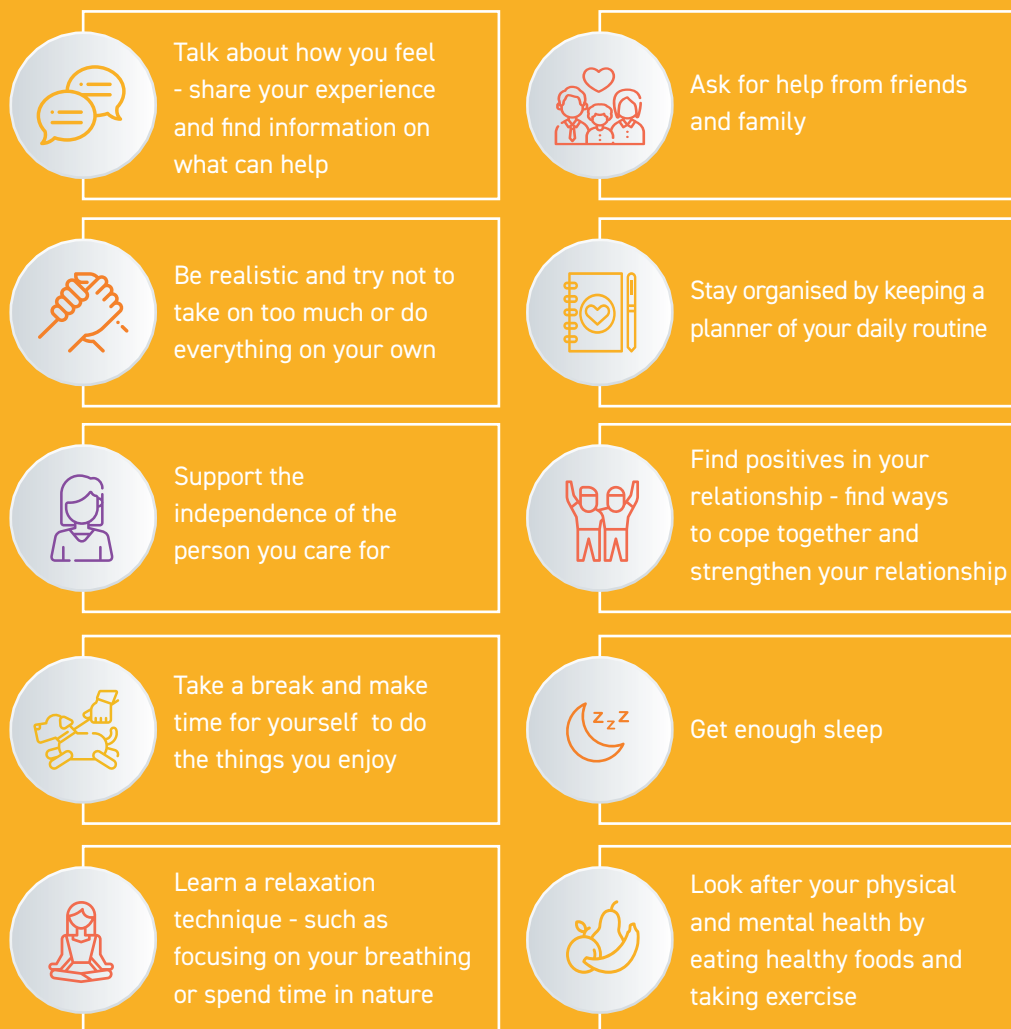 Talk about how you feel
- share your experience
and find information on
what can help
Ask for help from friends
and family
Be realistic and try not to
take on too much or do
everything on your own
Stay organised by keeping a
planner of your daily routine
Support the
independence of the
person you care for
Find positives in your
relationship - find ways
to cope together and
strengthen your relationship
Take a break and make
time for yourself  to do
the things you enjoy
zzz
Get enough sleep
Learn a relaxation
technique - such as
focusing on your breathing
or spend time in nature
Look after your physical
and mental health by
eating healthy foods and
taking exercise